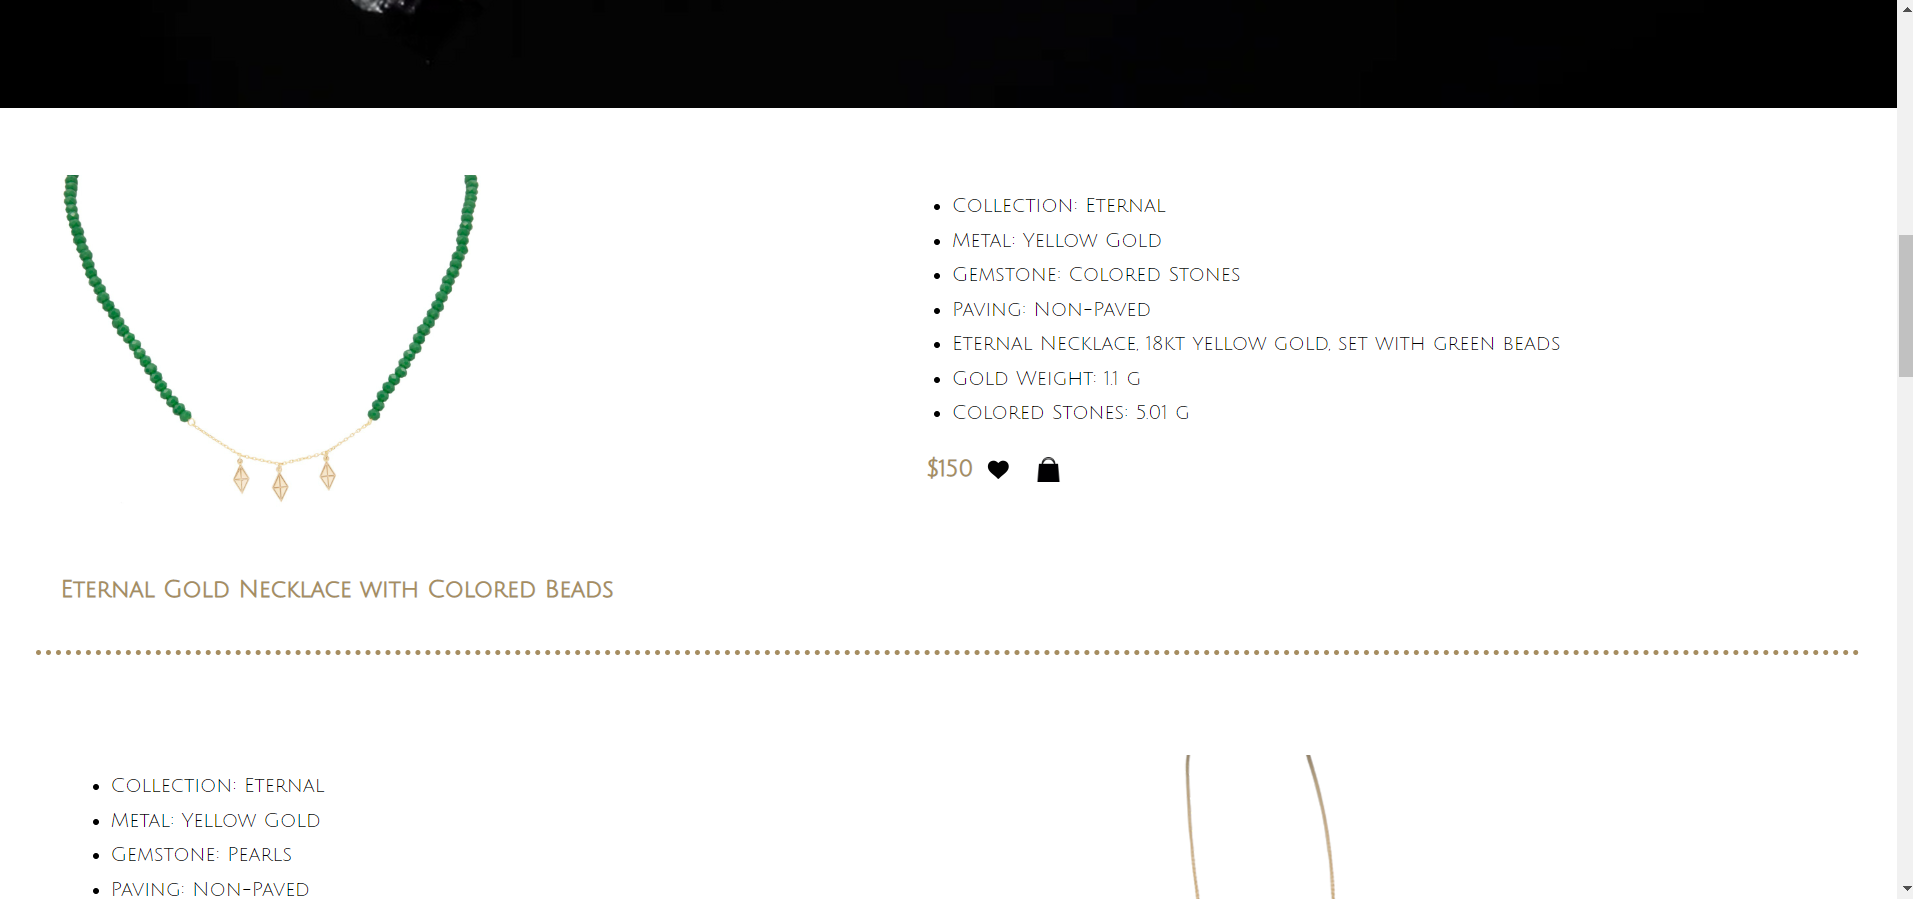 Collection: Eternal
Metal: Yellow Gold
Gemstone: Colored Stones
Paving: Non-Paved
Eternal Necklace, 18kt yellow gold, set with green beads
Gold Weight: 1.1 g
Colored Stones: 5.01 g
$150
Eternal Gold Necklace with Colored Beads
Collection: Eternal
Metal: Yellow Gold
Gemstone: Pearls
Paving: Non-Paved